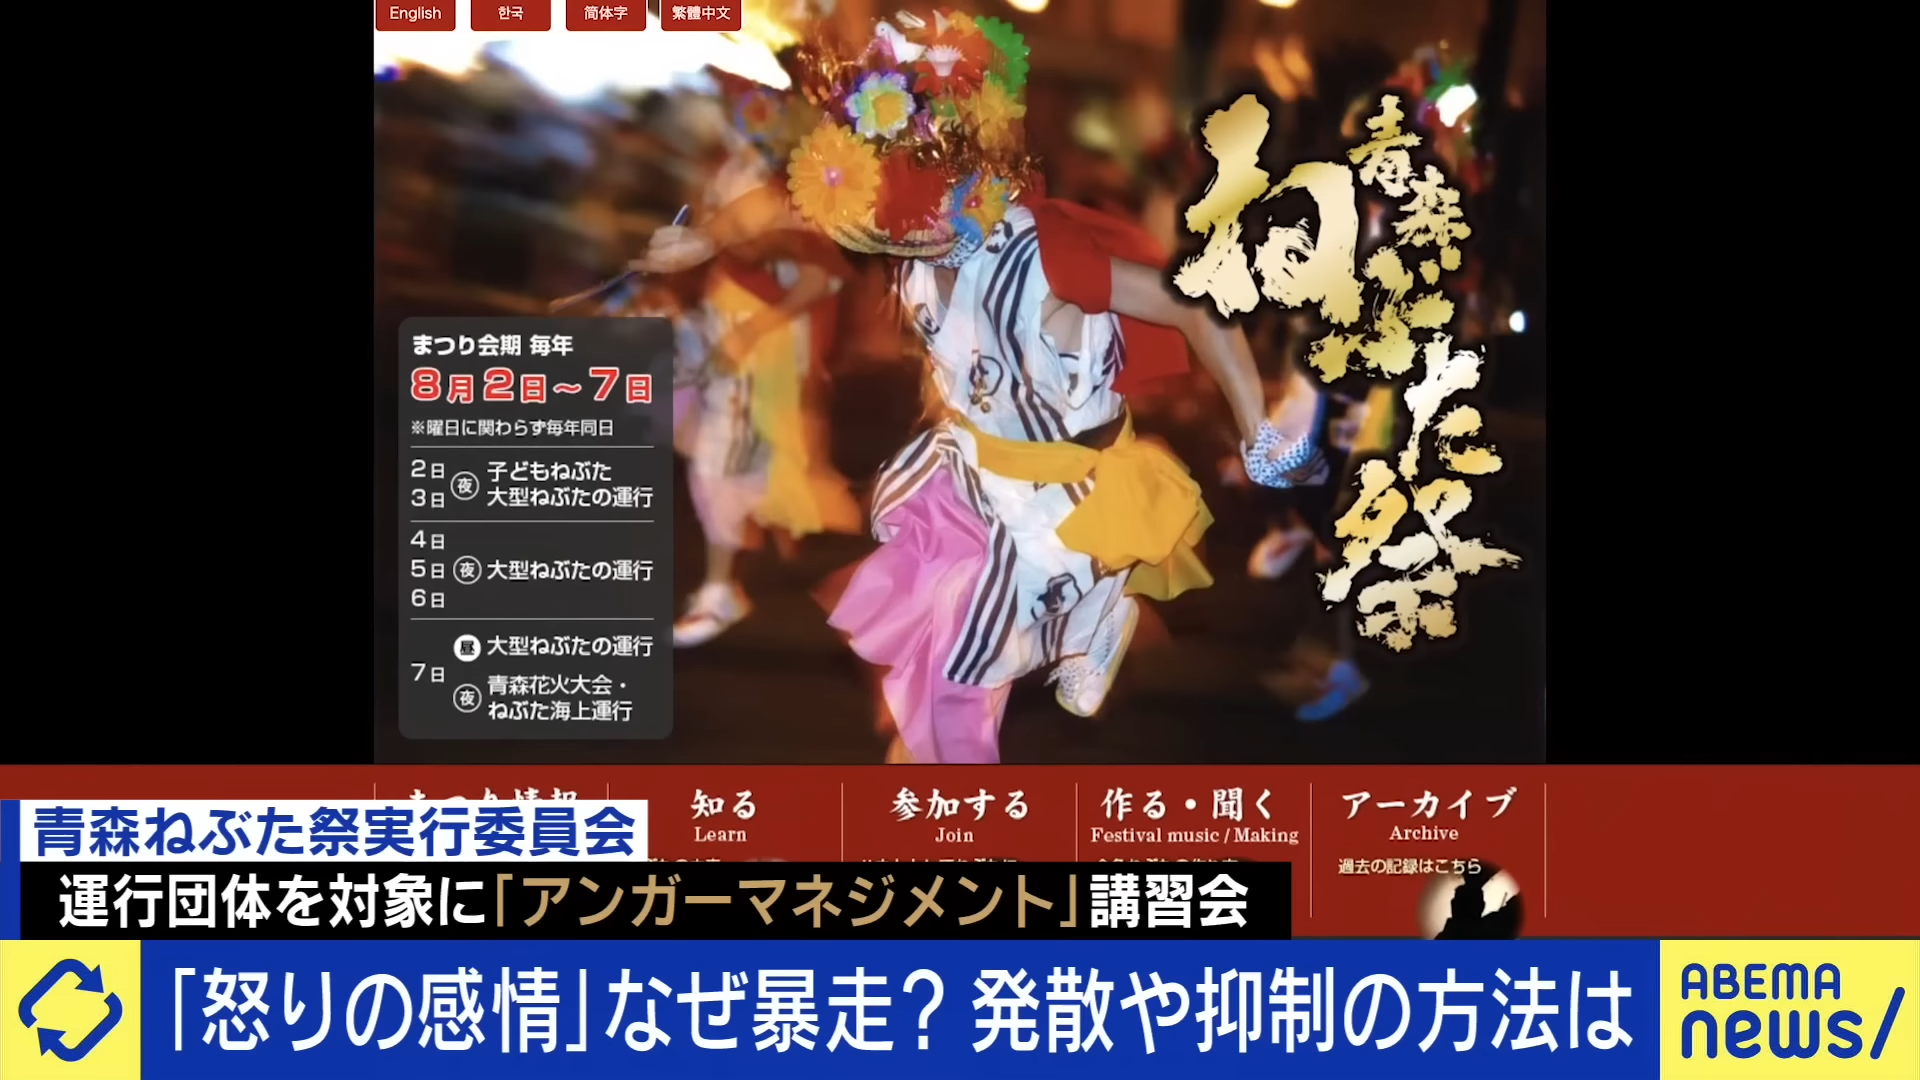 English
한국
简体字
繁體中文
青森
ねぶた祭
まつり会期 毎年
8月2日～7日
※曜日に関わらず毎年同日
2日
3日
夜
子どもねぶた
大型ねぶたの運行
4日
5日
6日
夜
大型ねぶたの運行
7日
昼
大型ねぶたの運行
夜
青森花火大会・
ねぶた海上運行
知る
Learn
参加する
Join
作る・聞く
Festival music / Making
アーカイブ
Archive
過去の記録はこちら
青森ねぶた祭実行委員会
運行団体を対象に「アンガーマネジメント」講習会
「怒りの感情」なぜ暴走? 発散や抑制の方法は
ABEMA
news/